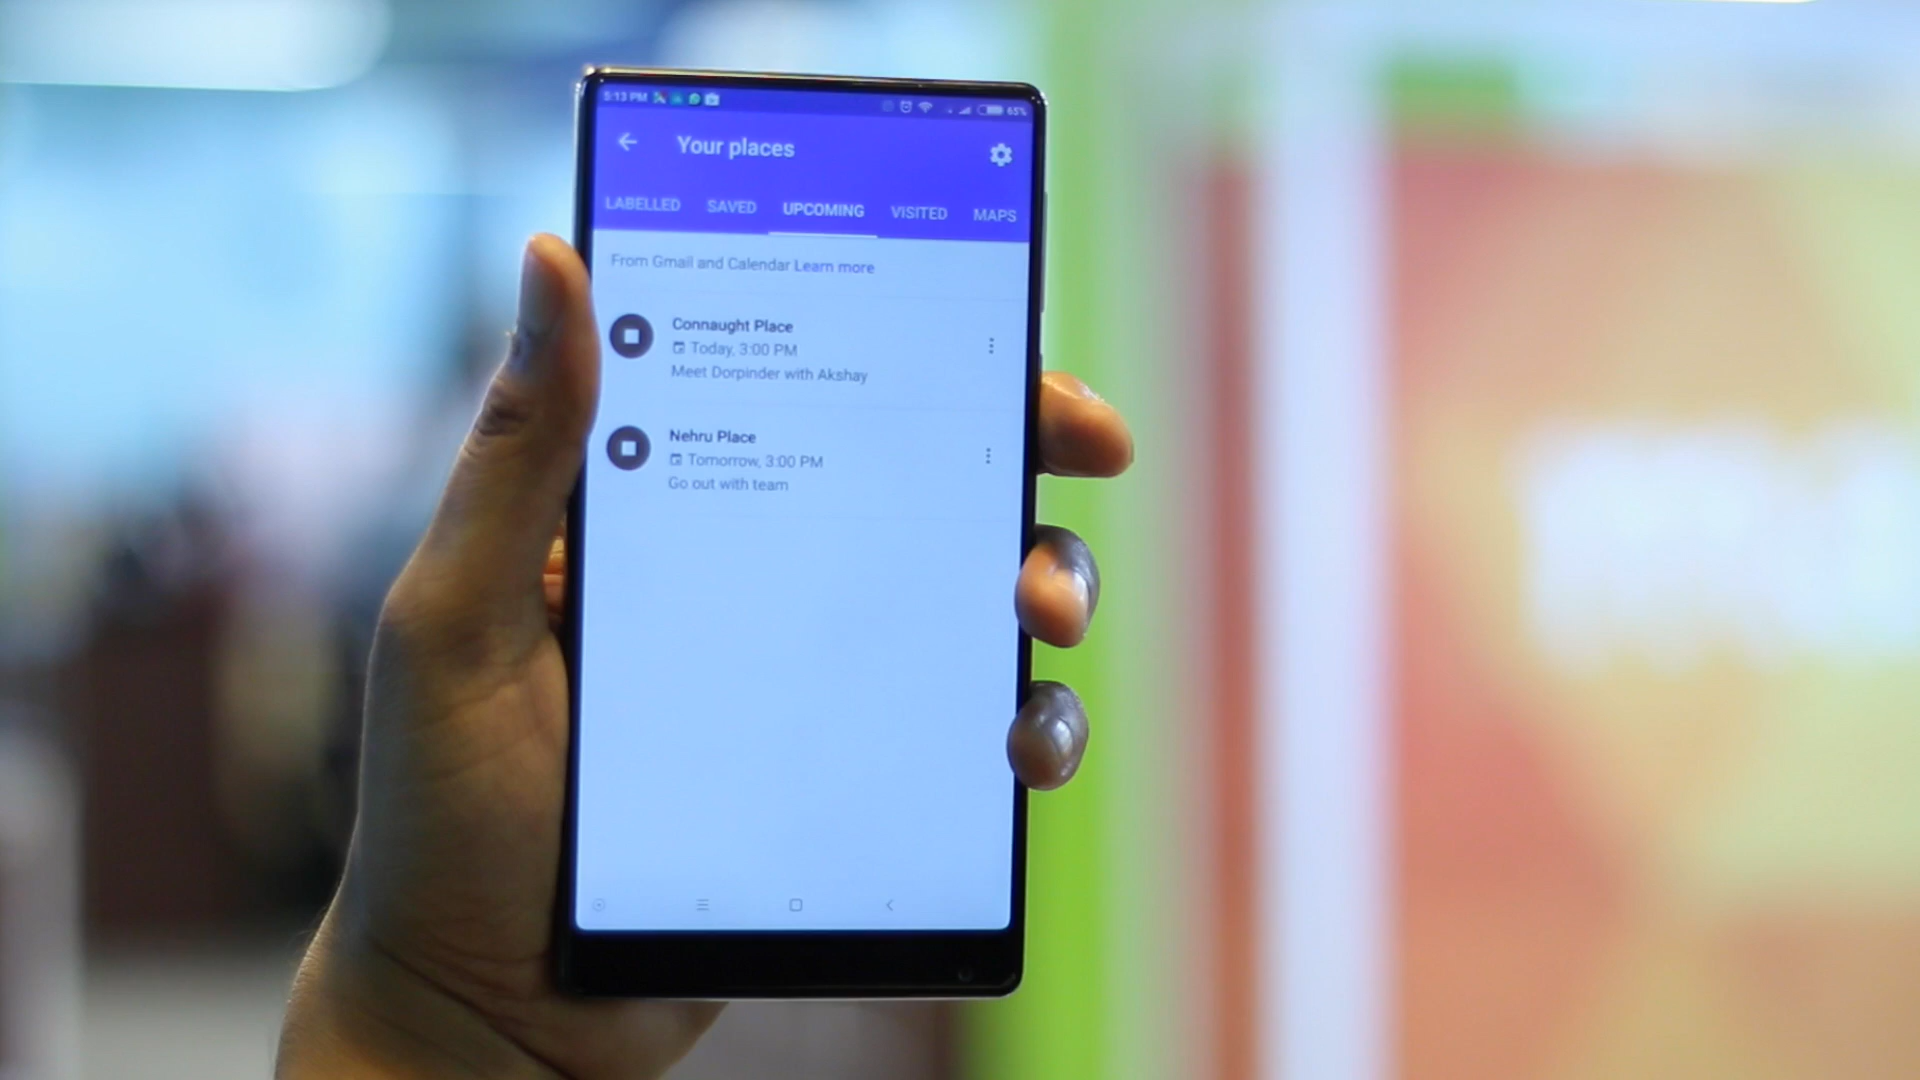 5:13 PM 65%
Your places
LABELLED SAVED UPCOMING VISITED MAPS
From Gmail and Calendar Learn more
Connaught Place
Today, 3:00 PM
Meet Dorpinder with Akshay
Nehru Place
Tomorrow, 3:00 PM
Go out with team